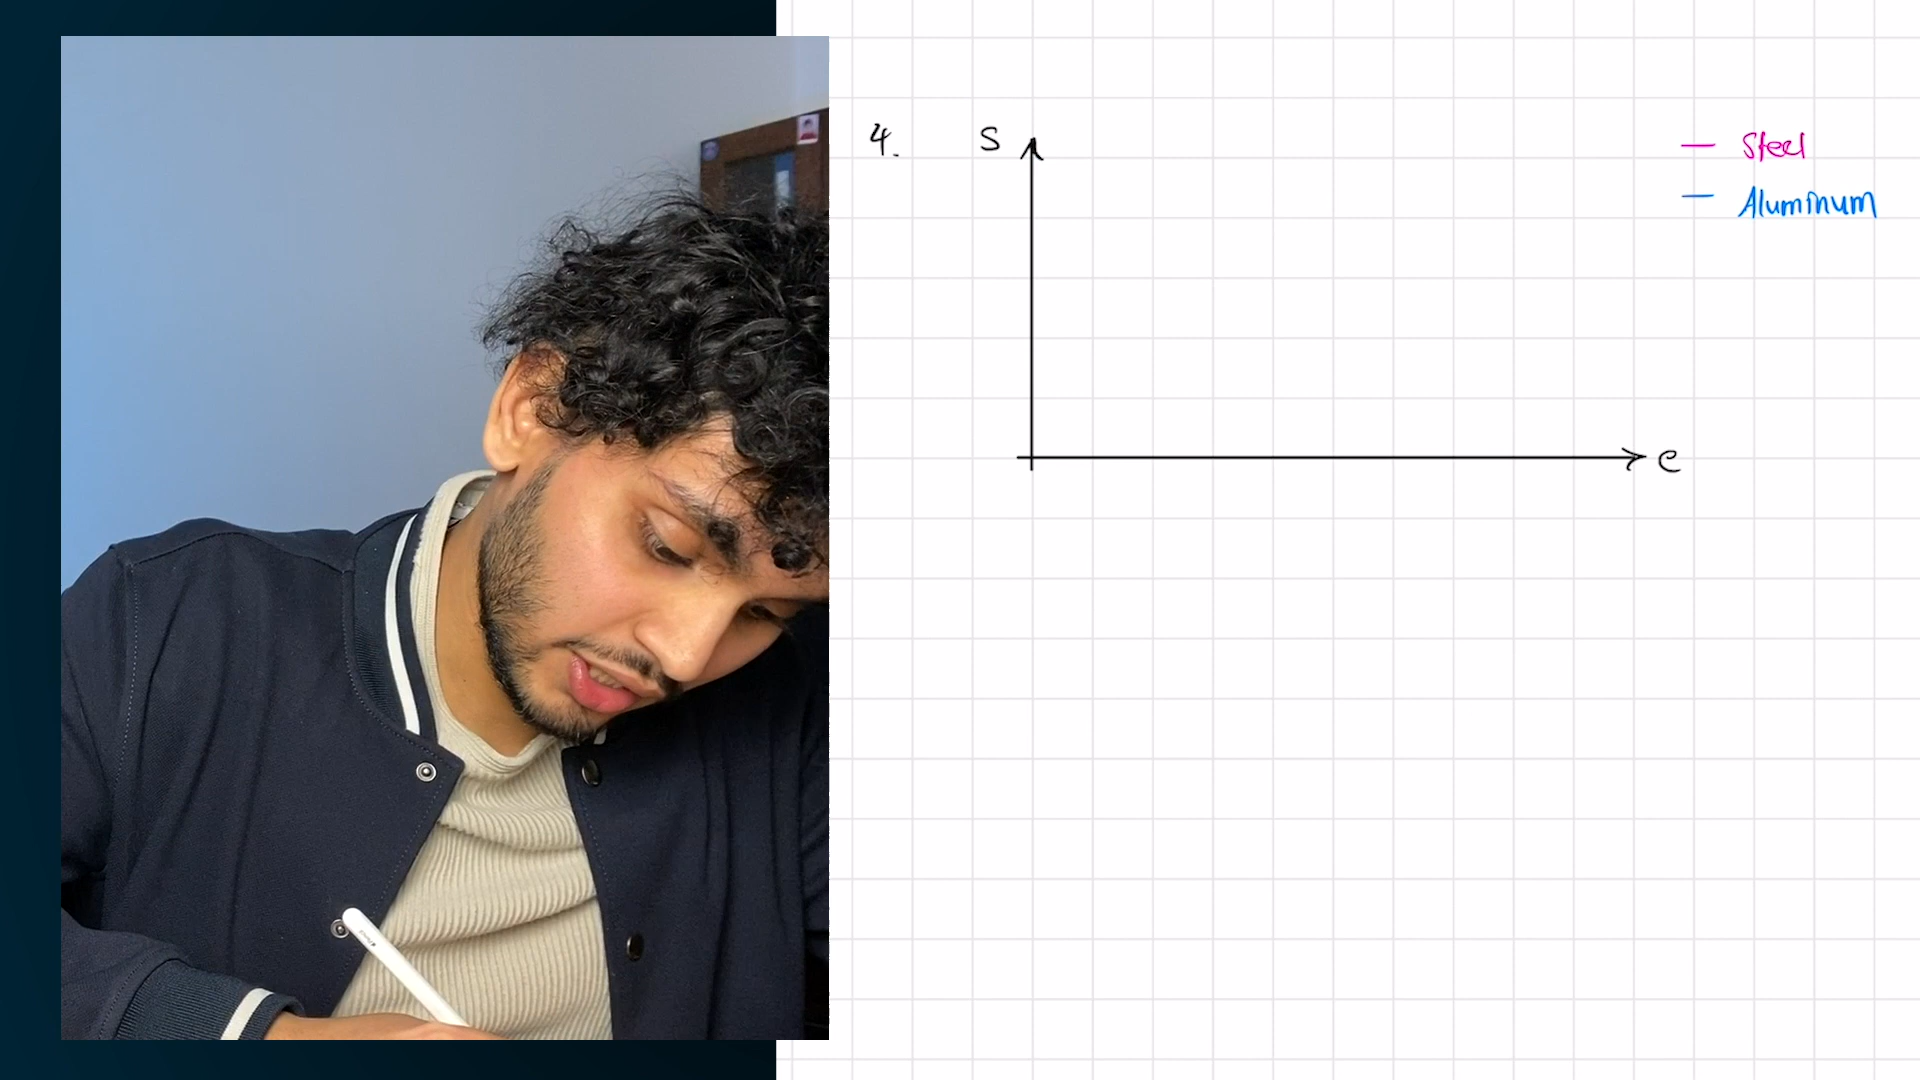 4. S
— Steel
— Aluminum
e